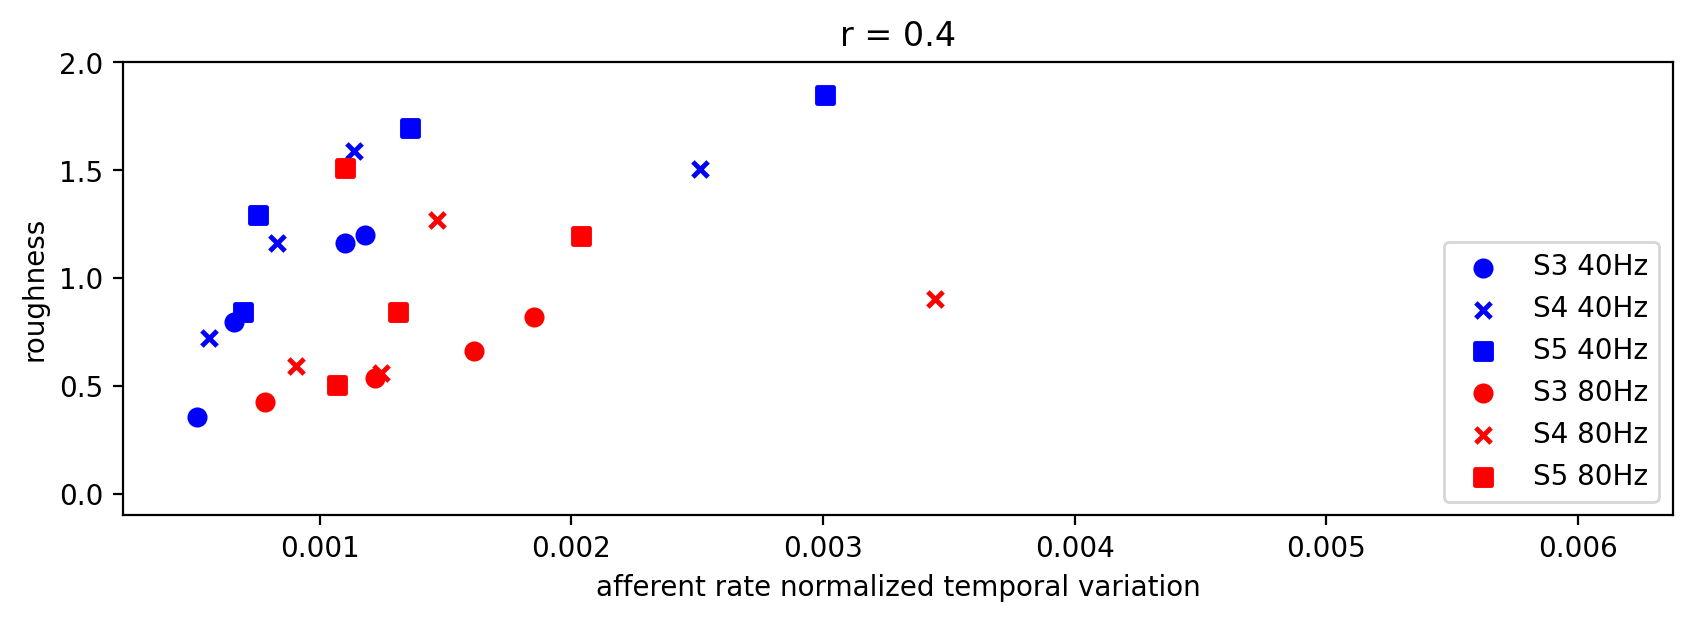 r = 0.4
2.0
1.5
1.0
0.5
0.0
roughness
S3 40Hz
S4 40Hz
S5 40Hz
S3 80Hz
S4 80Hz
S5 80Hz
0.001 0.002 0.003 0.004 0.005 0.006
afferent rate normalized temporal variation